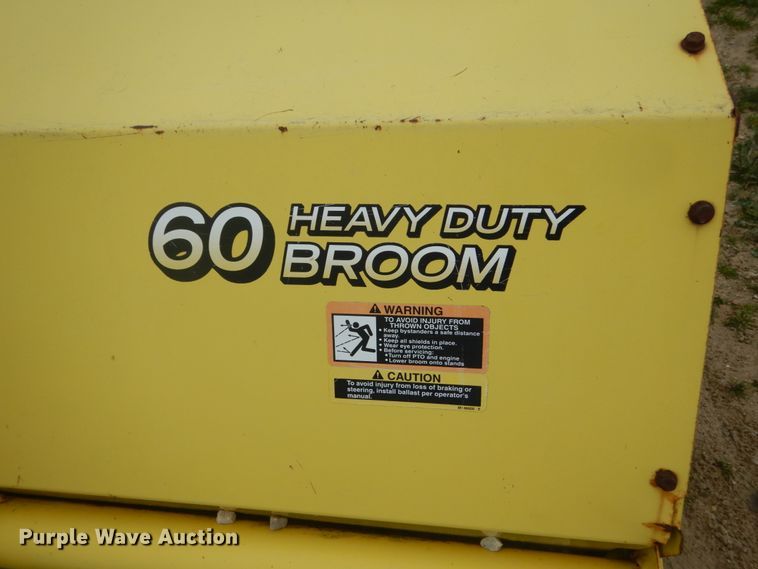 60 HEAVY DUTY
BROOM
WARNING
TO AVOID INJURY FROM
THROWN OBJECTS
• Keep bystanders a safe distance
away.
• Keep all shields in place.
• Wear eye protection.
• Before servicing:
• Turn off PTO and engine
• Lower broom onto stands
CAUTION
To avoid injury from loss of braking or
steering, install ballast per operator's
manual.
Purple Wave Auction